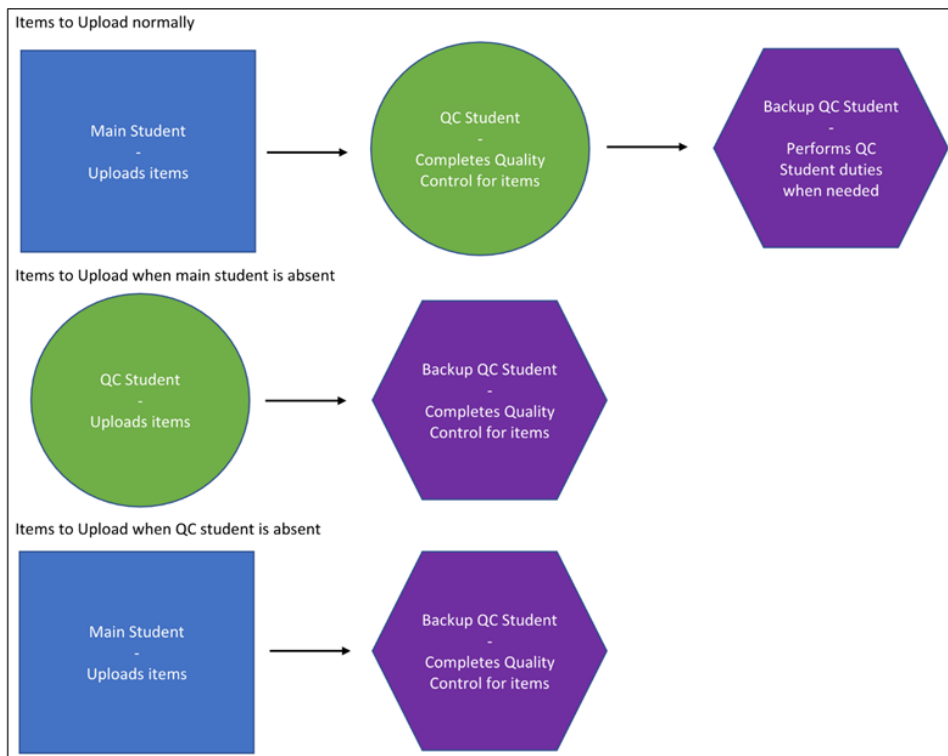 Items to Upload normally
Main Student
-
Uploads items
QC Student
-
Completes Quality
Control for items
Backup QC Student
-
Performs QC
Student duties
when needed
Items to Upload when main student is absent
QC Student
-
Uploads items
Backup QC Student
-
Completes Quality
Control for items
Items to Upload when QC student is absent
Main Student
-
Uploads items
Backup QC Student
-
Completes Quality
Control for items